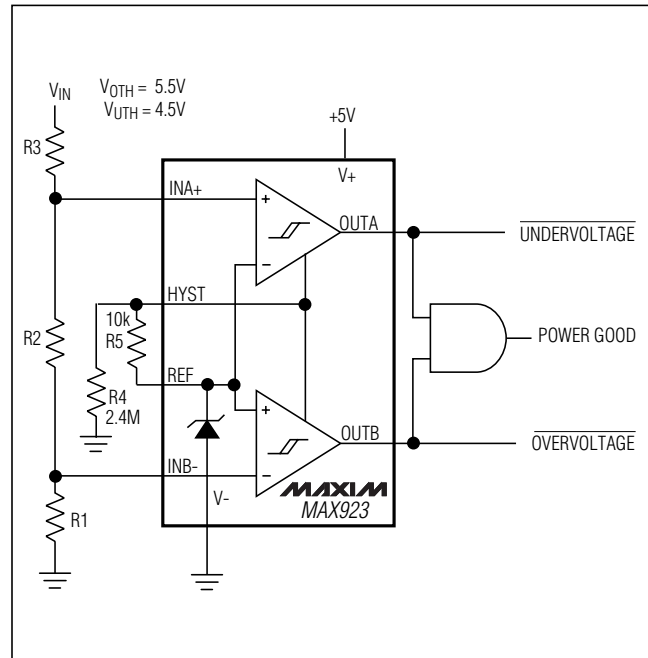 VIN
VOTH = 5.5V
VUTH = 4.5V
+5V
R3
V+
INA+
+
OUTA
UNDERVOLTAGE
−
HYST
10k
R5
R2
POWER GOOD
REF
R4
2.4M
+
OUTB
OVERVOLTAGE
INB-
−
V-
MAXIM
MAX923
R1